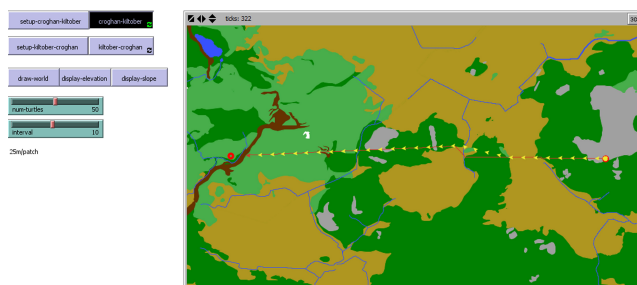 setup-croghan-kiltober
croghan-kiltober
setup-kiltober-croghan
kiltober-croghan
draw-world
display-elevation
display-slope
num-turtles 50
interval 10
25m/patch
ticks: 322
3D